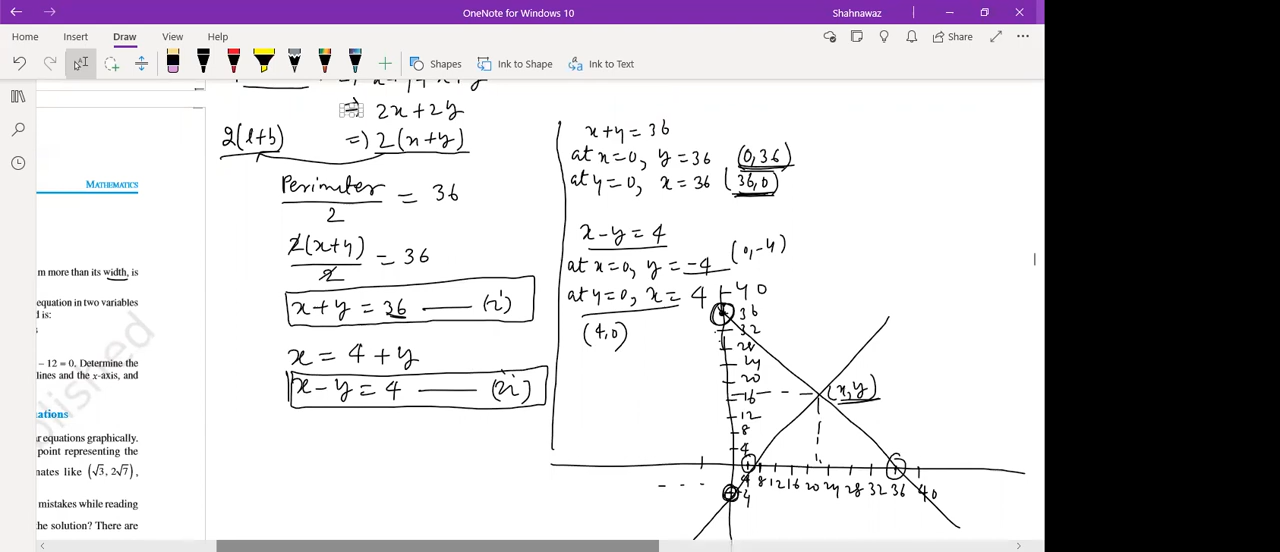 OneNote for Windows 10
Shahnawaz
Home Insert Draw View Help
Share
Shapes
Ink to Shape
Ink to Text
MATHEMATICS
m more than its width, is
equation in two variables
d is:
– 12 = 0. Determine the
lines and the x-axis, and
ations
ar equations graphically.
point representing the
nates like (√3, 2√7),
mistakes while reading
he solution? There are
blished
⇒ 2x+2y
2(l+b) ⇒ 2(x+y)
Perimeter/2 = 36
2(x+y)/2 = 36
x+y = 36 —— (i)
x = 4 + y
x - y = 4 —— (ii)
x+y = 36
at x=0, y = 36 (0,36)
at y=0, x = 36 (36,0)
x-y = 4
at x=0, y = -4 (0,-4)
at y=0, x = 4
(4,0)
40
36
32
28
24
20
16
12
8
4
-4
(x,y)
4 8 12 16 20 24 28 32 36 40